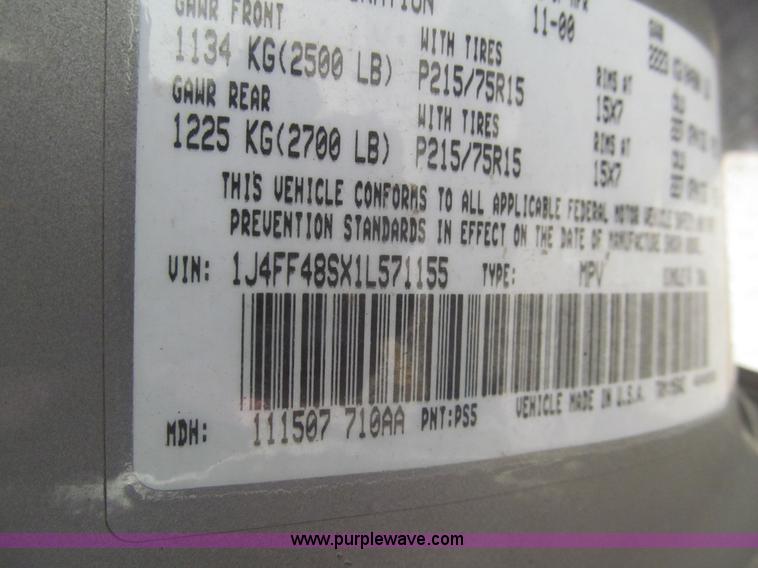 GAWR FRONT WITH TIRES RIMS AT
11-00
1134 KG(2500 LB) P215/75R15 15X7
GAWR REAR WITH TIRES RIMS AT
1225 KG(2700 LB) P215/75R15 15X7
THIS VEHICLE CONFORMS TO ALL APPLICABLE FEDERAL MOTOR VEHICLE SAFETY AND
PREVENTION STANDARDS IN EFFECT ON THE DATE OF MANUFACTURE SHOWN
VIN: 1J4FF48SX1L571155 TYPE: MPV
MDH: 111507 710AA PNT:PS5 VEHICLE MADE IN U.S.A.
www.purplewave.com